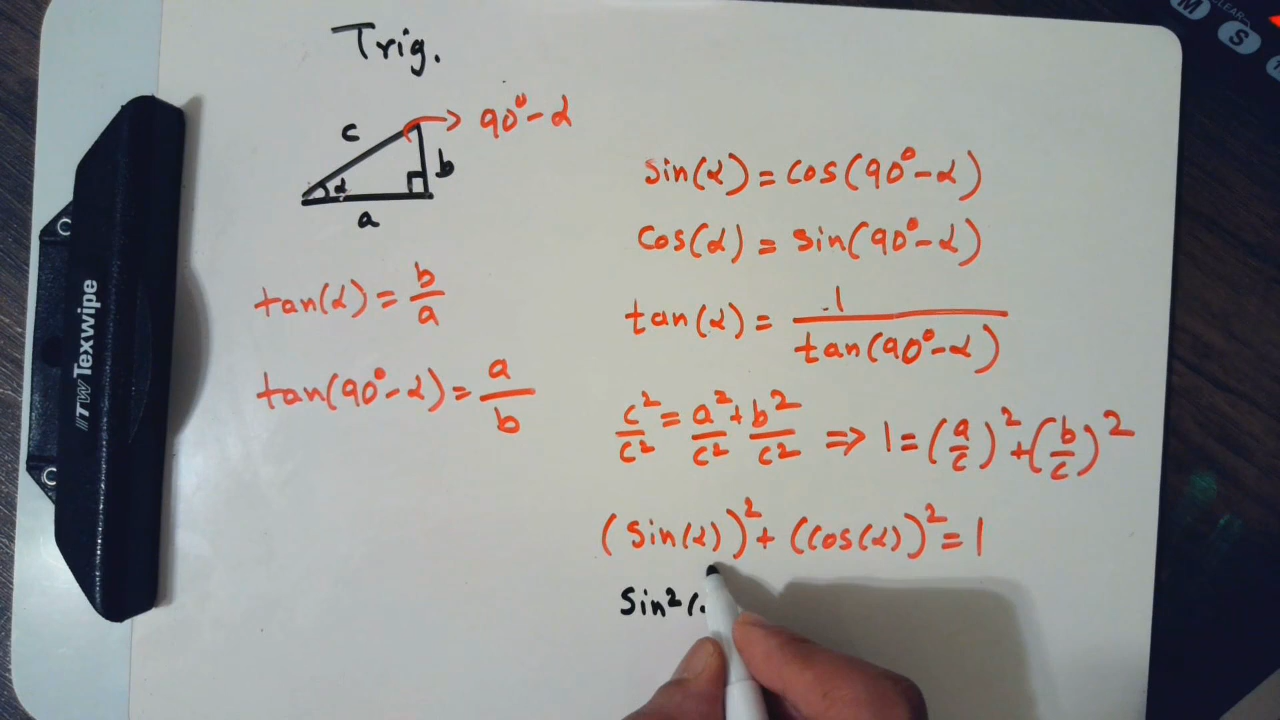 Trig.
90°-α
c
b
α
a
sin(α)=cos(90°-α)
cos(α)=sin(90°-α)
tan(α)=b/a
tan(α)=1/tan(90°-α)
tan(90°-α)=a/b
c²/c²=a²/c²+b²/c² => 1=(a/c)²+(b/c)²
(sin(α))²+(cos(α))²=1
sin²(
TW Texwipe
CLEAR
M
S